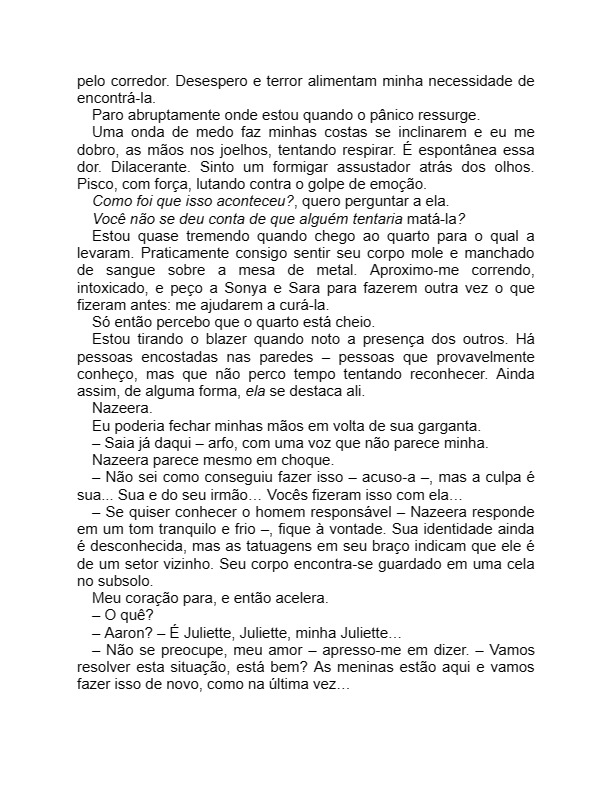 pelo corredor. Desespero e terror alimentam minha necessidade de
encontrá-la.
Paro abruptamente onde estou quando o pânico ressurge.
Uma onda de medo faz minhas costas se inclinarem e eu me
dobro, as mãos nos joelhos, tentando respirar. É espontânea essa
dor. Dilacerante. Sinto um formigar assustador atrás dos olhos.
Pisco, com força, lutando contra o golpe de emoção.
Como foi que isso aconteceu?, quero perguntar a ela.
Você não se deu conta de que alguém tentaria matá-la?
Estou quase tremendo quando chego ao quarto para o qual a
levaram. Praticamente consigo sentir seu corpo mole e manchado
de sangue sobre a mesa de metal. Aproximo-me correndo,
intoxicado, e peço a Sonya e Sara para fazerem outra vez o que
fizeram antes: me ajudarem a curá-la.
Só então percebo que o quarto está cheio.
Estou tirando o blazer quando noto a presença dos outros. Há
pessoas encostadas nas paredes – pessoas que provavelmente
conheço, mas que não perco tempo tentando reconhecer. Ainda
assim, de alguma forma, ela se destaca ali.
Nazeera.
Eu poderia fechar minhas mãos em volta de sua garganta.
– Saia já daqui – arfo, com uma voz que não parece minha.
Nazeera parece mesmo em choque.
– Não sei como conseguiu fazer isso – acuso-a –, mas a culpa é
sua... Sua e do seu irmão… Vocês fizeram isso com ela…
– Se quiser conhecer o homem responsável – Nazeera responde
em um tom tranquilo e frio –, fique à vontade. Sua identidade ainda
é desconhecida, mas as tatuagens em seu braço indicam que ele é
de um setor vizinho. Seu corpo encontra-se guardado em uma cela
no subsolo.
Meu coração para, e então acelera.
– O quê?
– Aaron? – É Juliette, Juliette, minha Juliette…
– Não se preocupe, meu amor – apresso-me em dizer. – Vamos
resolver esta situação, está bem? As meninas estão aqui e vamos
fazer isso de novo, como na última vez…